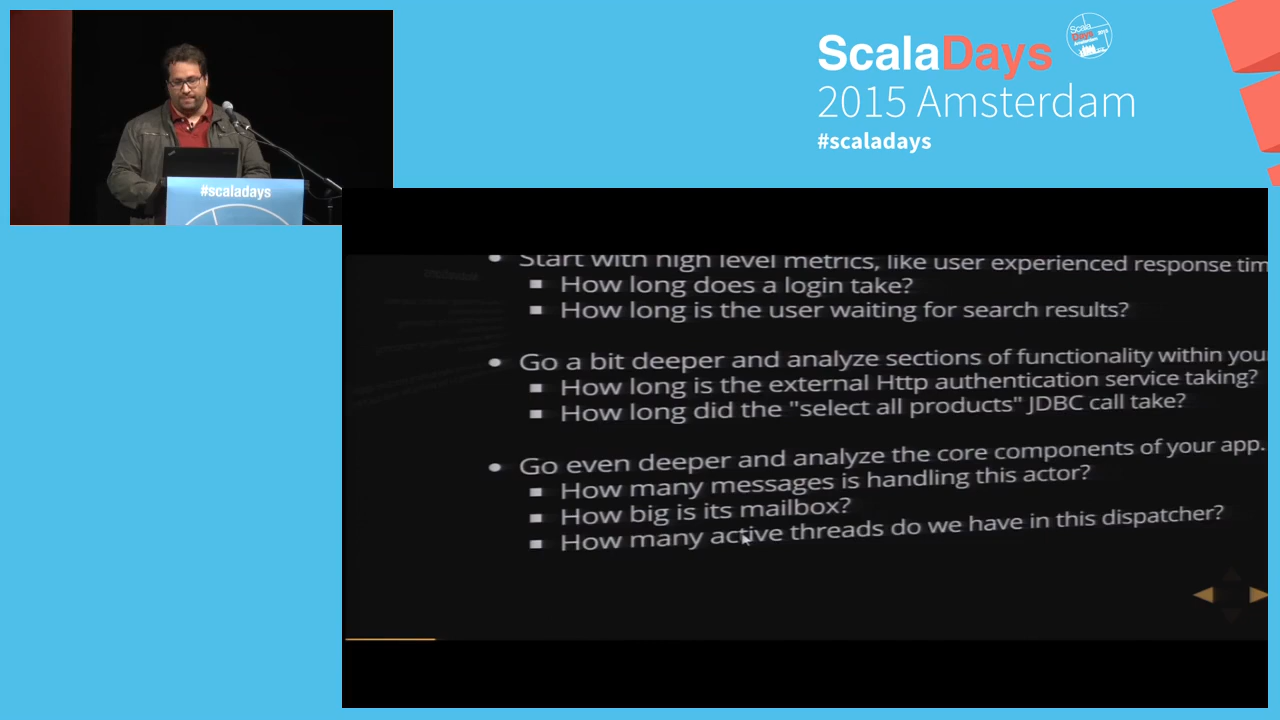 ScalaDays
2015 Amsterdam
#scaladays
#scaladays
Start with high level metrics, like user experienced response tim
How long does a login take?
How long is the user waiting for search results?
Go a bit deeper and analyze sections of functionality within you
How long is the external Http authentication service taking?
How long did the "select all products" JDBC call take?
Go even deeper and analyze the core components of your app.
How many messages is handling this actor?
How big is its mailbox?
How many active threads do we have in this dispatcher?